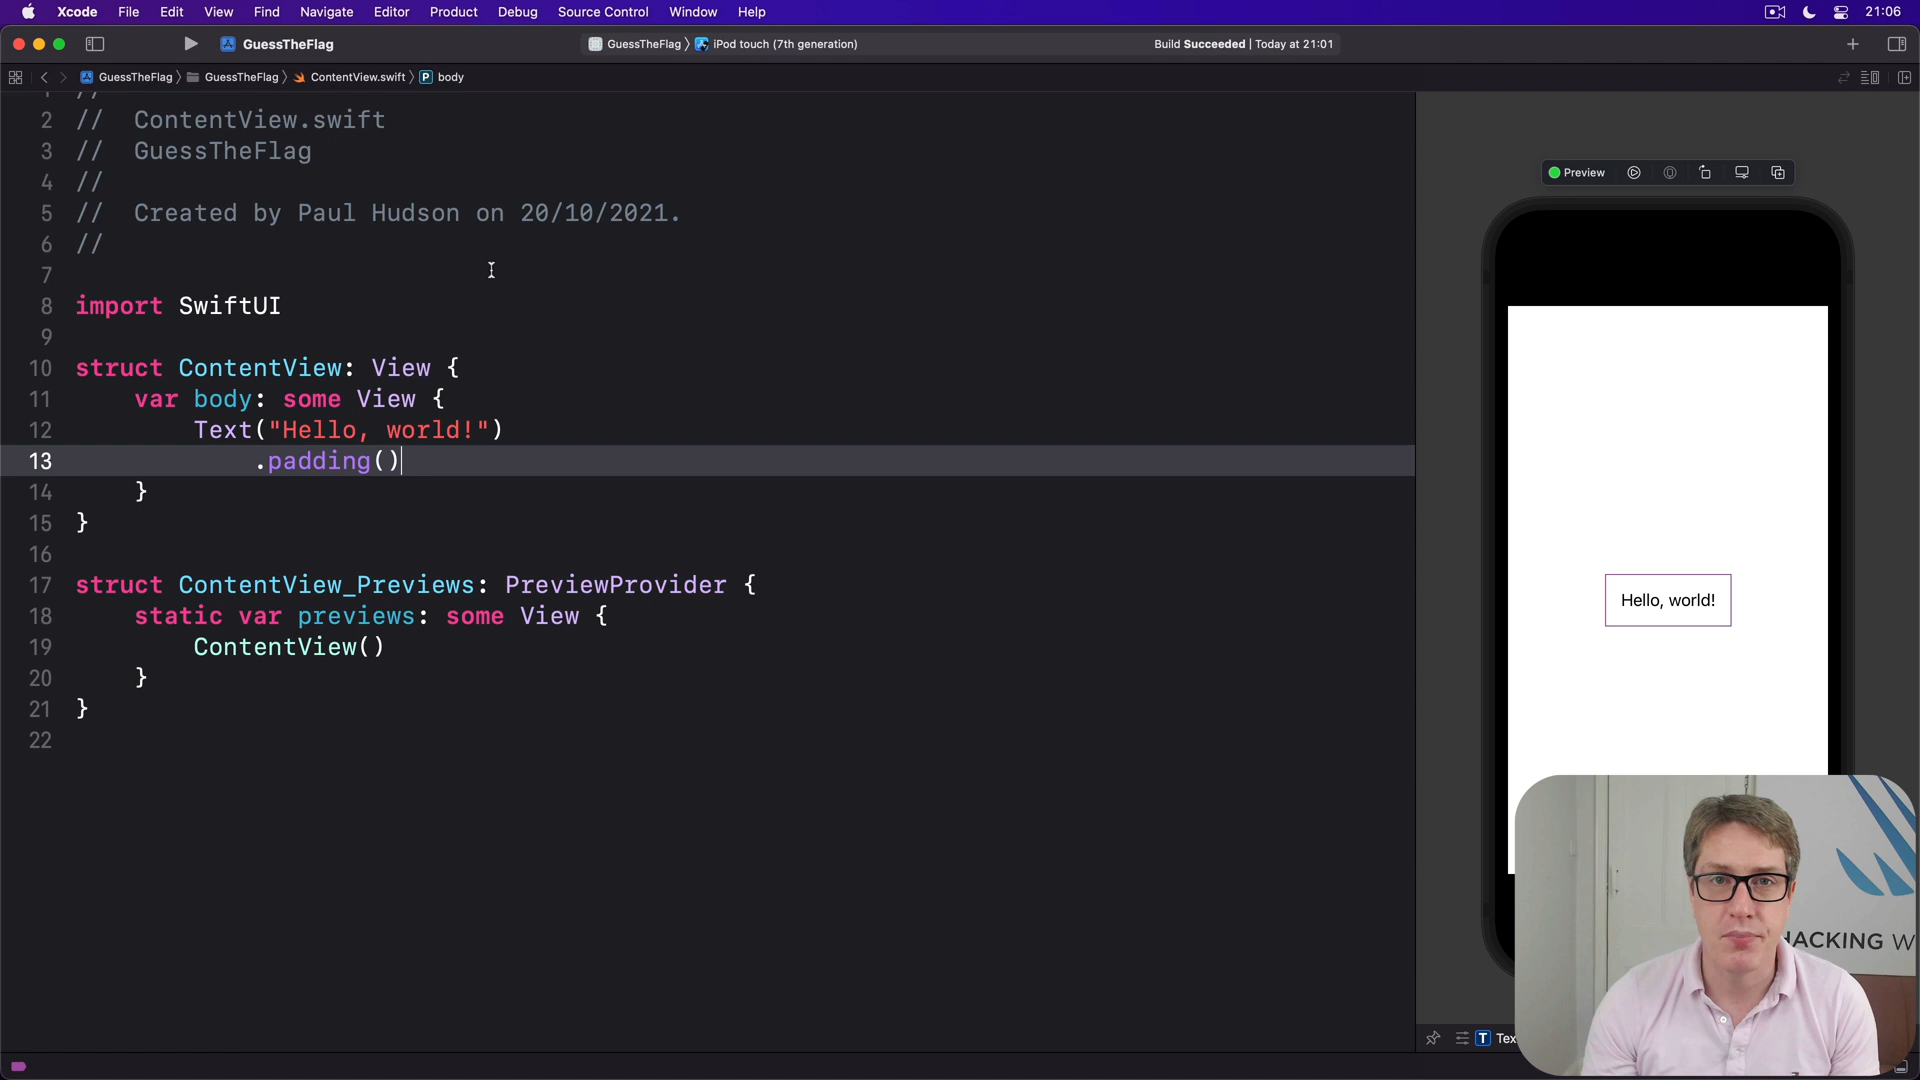 Xcode File Edit View Find Navigate Editor Product Debug Source Control Window Help 21:06
GuessTheFlag GuessTheFlag iPod touch (7th generation) Build Succeeded | Today at 21:01
GuessTheFlag GuessTheFlag ContentView.swift P body
2 // ContentView.swift
3 // GuessTheFlag
4 //
5 // Created by Paul Hudson on 20/10/2021.
6 //
7
8 import SwiftUI
9
10 struct ContentView: View {
11 var body: some View {
12 Text("Hello, world!")
13 .padding()
14 }
15 }
16
17 struct ContentView_Previews: PreviewProvider {
18 static var previews: some View {
19 ContentView()
20 }
21 }
22
Preview
Hello, world!
HACKING W
T Tex